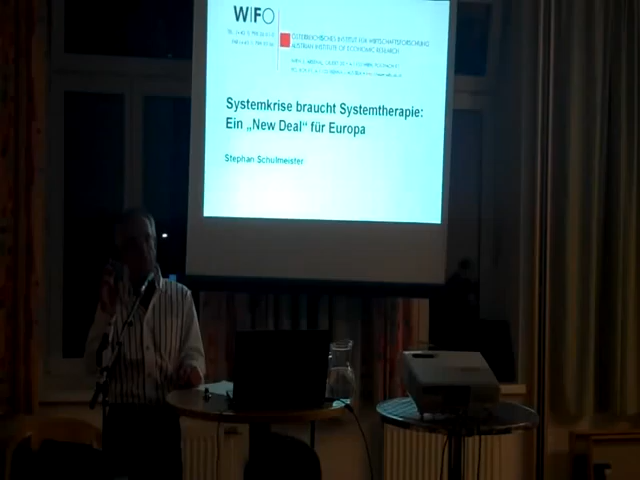 WIFO
ÖSTERREICHISCHES INSTITUT FÜR WIRTSCHAFTSFORSCHUNG
AUSTRIAN INSTITUTE OF ECONOMIC RESEARCH
Systemkrise braucht Systemtherapie:
Ein „New Deal“ für Europa
Stephan Schulmeister